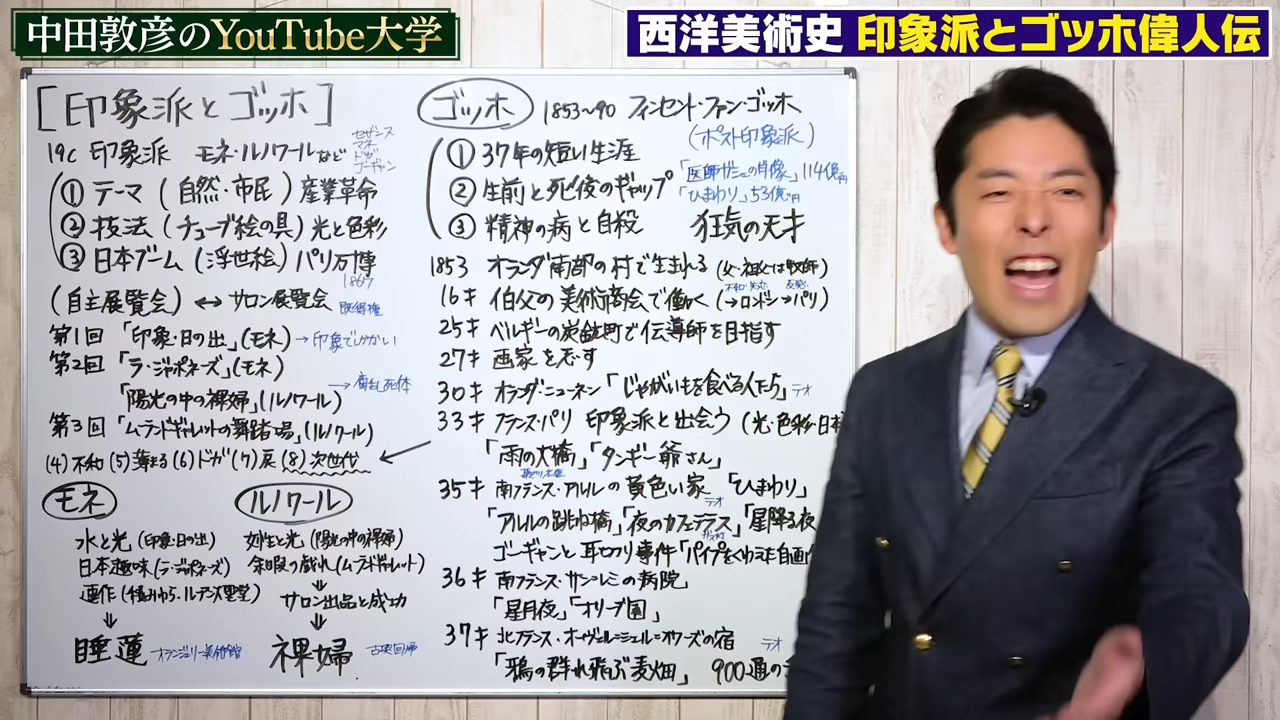 中田敦彦のYouTube大学
西洋美術史 印象派とゴッホ偉人伝
[印象派とゴッホ]
19c 印象派 モネ・ルノワールなど
セザンヌ
マネ
ドガ
ゴーギャン
① テーマ (自然・市民) 産業革命
② 技法 (チューブ絵の具) 光と色彩
③ 日本ブーム (浮世絵) パリ万博
1867
(自主展覧会) ↔ サロン展覧会 既得権
第1回 「印象・日の出」(モネ) →印象でしかない
第2回 「ラ・ジャポネーズ」(モネ)
「陽光の中の裸婦」(ルノワール) →腐乱死体
第3回 「ムーランドギャレットの舞踏場」(ルノワール)
(4) 不和 (5) 薄まる (6) ドガ (7) 戻 (8) 次世代
モネ
水と光 (印象・日の出)
日本趣味 (ラ・ジャポネーズ)
連作 (積みわら・ルーアン大聖堂)
↓
睡蓮 オランジュリー美術館
ルノワール
女性と光 (陽光の中の裸婦)
余暇の戯れ (ムーランドギャレット)
↓
サロン出品と成功
↓
裸婦 古典回帰
ゴッホ 1853〜90 フィンセント・ファン・ゴッホ
(ポスト印象派)
① 37年の短い生涯
② 生前と死後のギャップ
「医師ガシェの肖像」114億円
「ひまわり」53億円
③ 精神の病と自殺 狂気の天才
1853 オランダ南部の村で生まれる (父・祖父は牧師)
16才 伯父の美術商会で働く (→ロンドン→パリ)
不和・失恋 反感
25才 ベルギーの炭鉱町で伝導師を目指す
27才 画家を志す
30才 オランダ・ニューネン「じゃがいもを食べる人たち」テオ
33才 フランス・パリ 印象派と出会う (光・色彩・日本
「雨の大橋」「タンギー爺さん」
35才 南フランス・アルルの黄色い家 「ひまわり」
テオ
「アルルの跳ね橋」「夜のカフェテラス」「星降る夜
ゴーギャンと耳切り事件「パイプをくわえた自画
36才 南フランス・サン=レミの病院
「星月夜」「オリーブ園」
37才 北フランス・オーヴェル=シュル=オワーズの宿 テオ
「鴉の群れ飛ぶ麦畑」 900通の